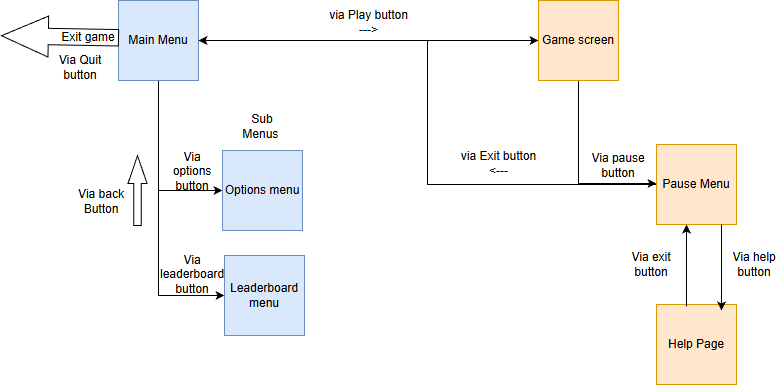 via Play button
--->
Exit game
Main Menu
Game screen
Via Quit
button
Sub
Menus
Via
options
button
via Exit button
<---
Via pause
button
Via back
Button
Options menu
Pause Menu
Via
leaderboard
button
Via exit
button
Via help
button
Leaderboard
menu
Help Page